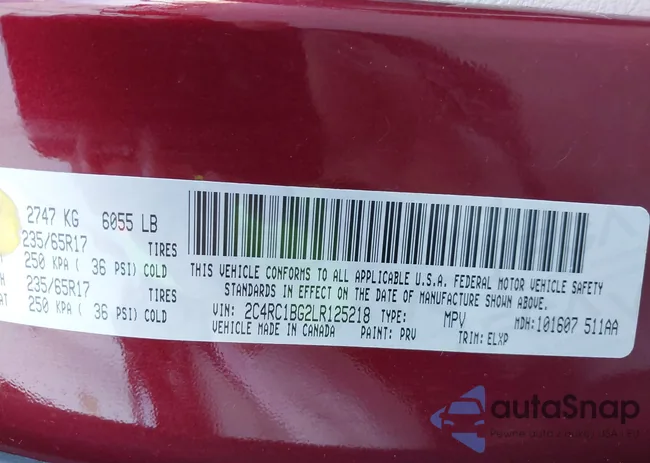 2747 KG 6055 LB
235/65R17 TIRES
250 KPA ( 36 PSI) COLD
235/65R17 TIRES
250 KPA ( 36 PSI) COLD
THIS VEHICLE CONFORMS TO ALL APPLICABLE U.S.A. FEDERAL MOTOR VEHICLE SAFETY
STANDARDS IN EFFECT ON THE DATE OF MANUFACTURE SHOWN ABOVE.
VIN: 2C4RC1BG2LR125218 TYPE: MPV MDH:101607 511AA
VEHICLE MADE IN CANADA PAINT: PRV TRIM: ELXP
autoSnap